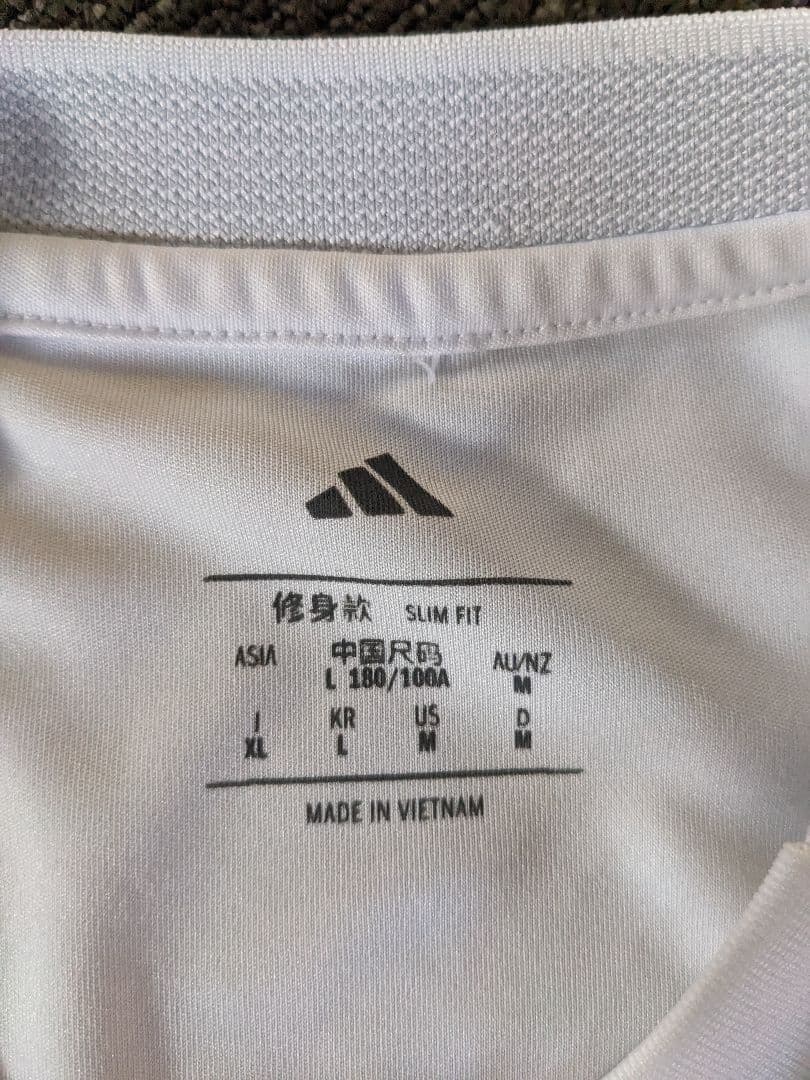 修身款 SLIM FIT
ASIA 中国尺码 AU/NZ
L 180/100A M
J KR US D
XL L M M
MADE IN VIETNAM